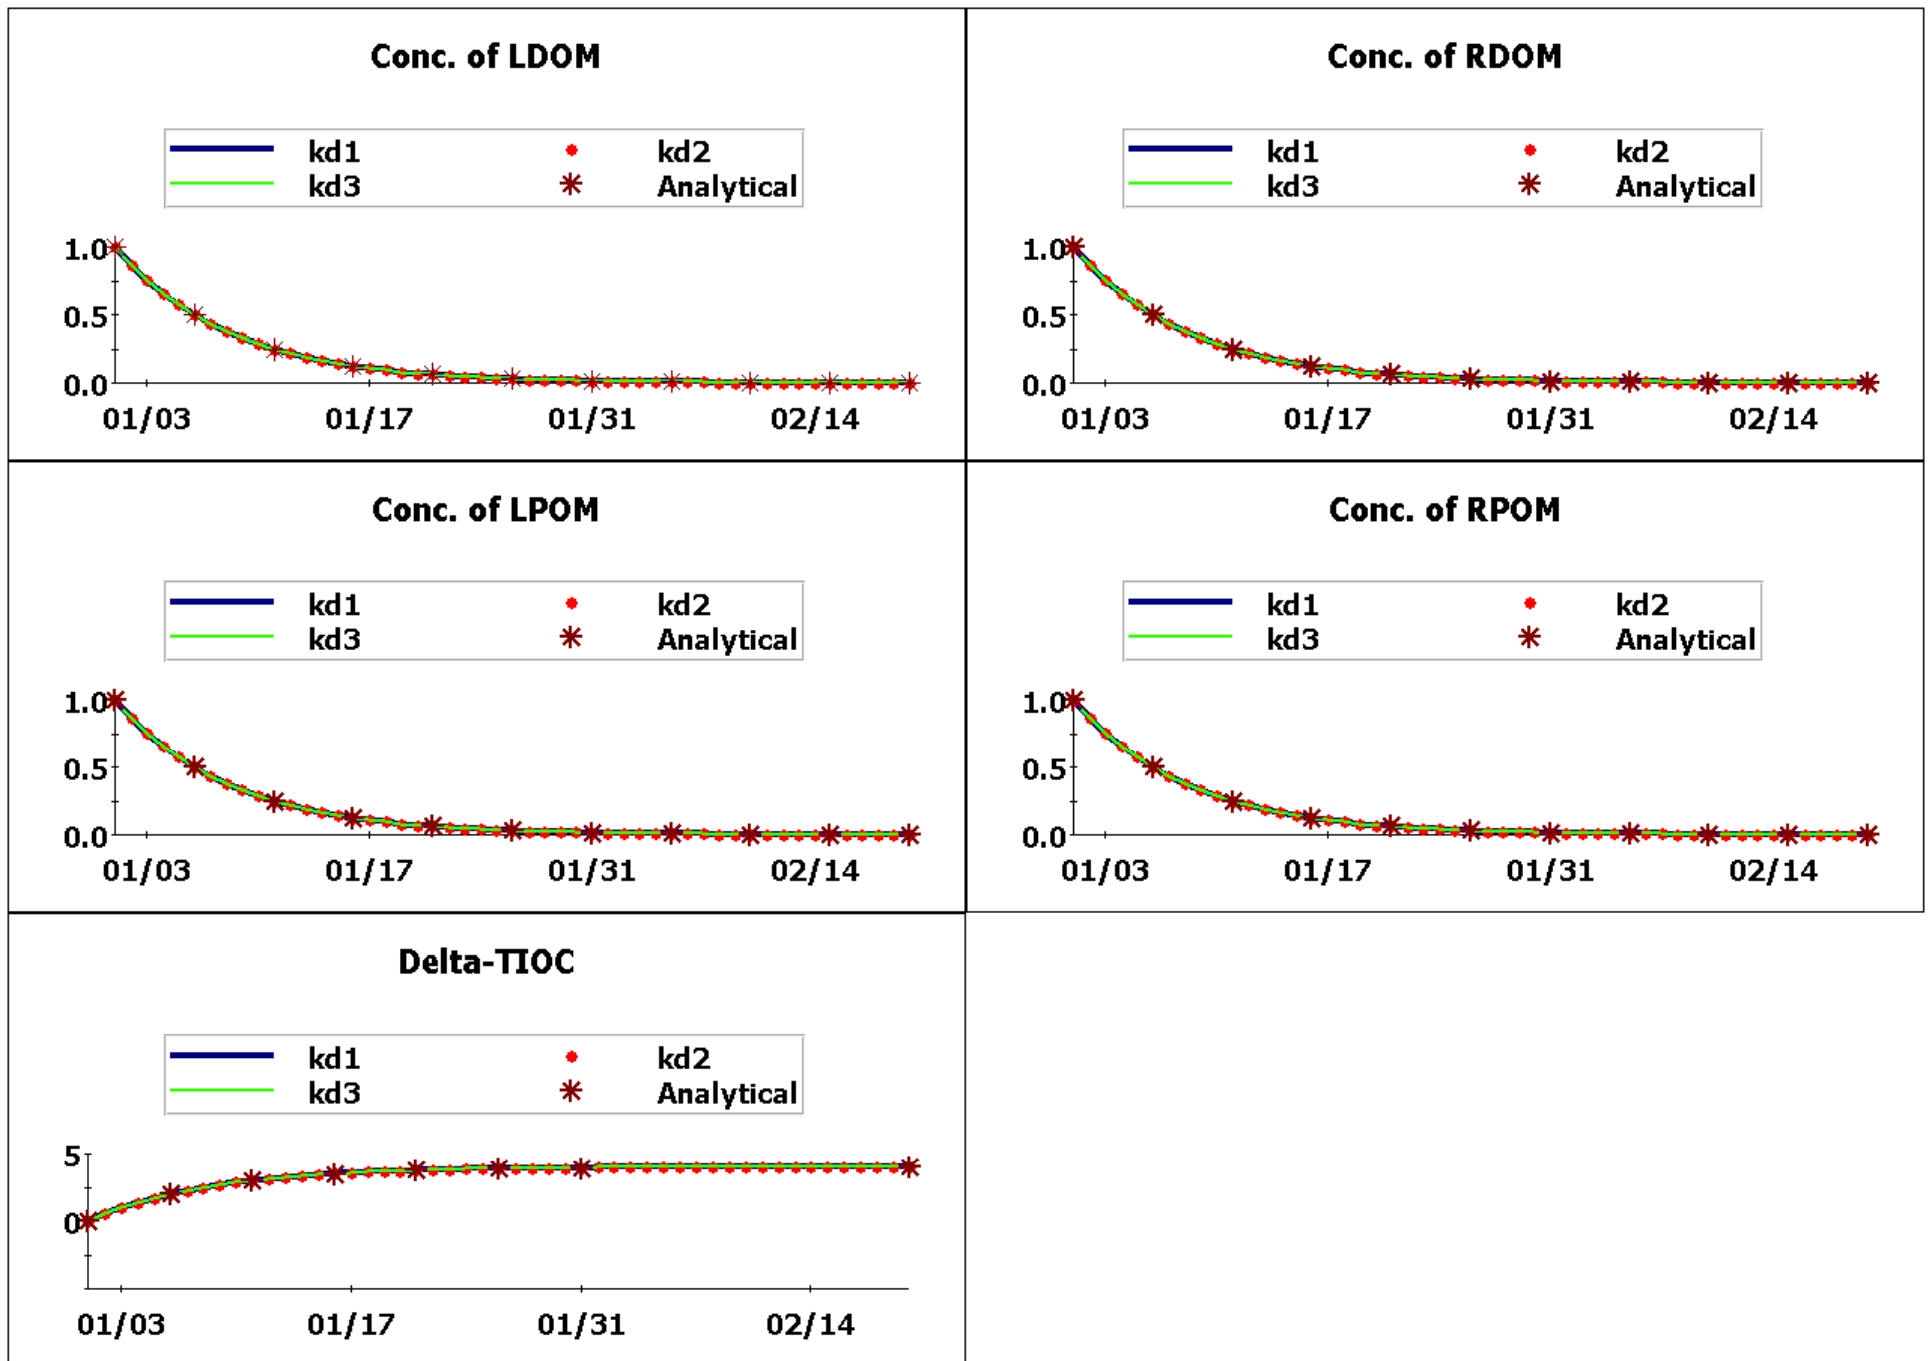 Conc. of LDOM
kd1 kd2
kd3 Analytical
1.0
0.5
0.0
01/03 01/17 01/31 02/14
Conc. of RDOM
kd1 kd2
kd3 Analytical
1.0
0.5
0.0
01/03 01/17 01/31 02/14
Conc. of LPOM
kd1 kd2
kd3 Analytical
1.0
0.5
0.0
01/03 01/17 01/31 02/14
Conc. of RPOM
kd1 kd2
kd3 Analytical
1.0
0.5
0.0
01/03 01/17 01/31 02/14
Delta-TIOC
kd1 kd2
kd3 Analytical
5
0
01/03 01/17 01/31 02/14